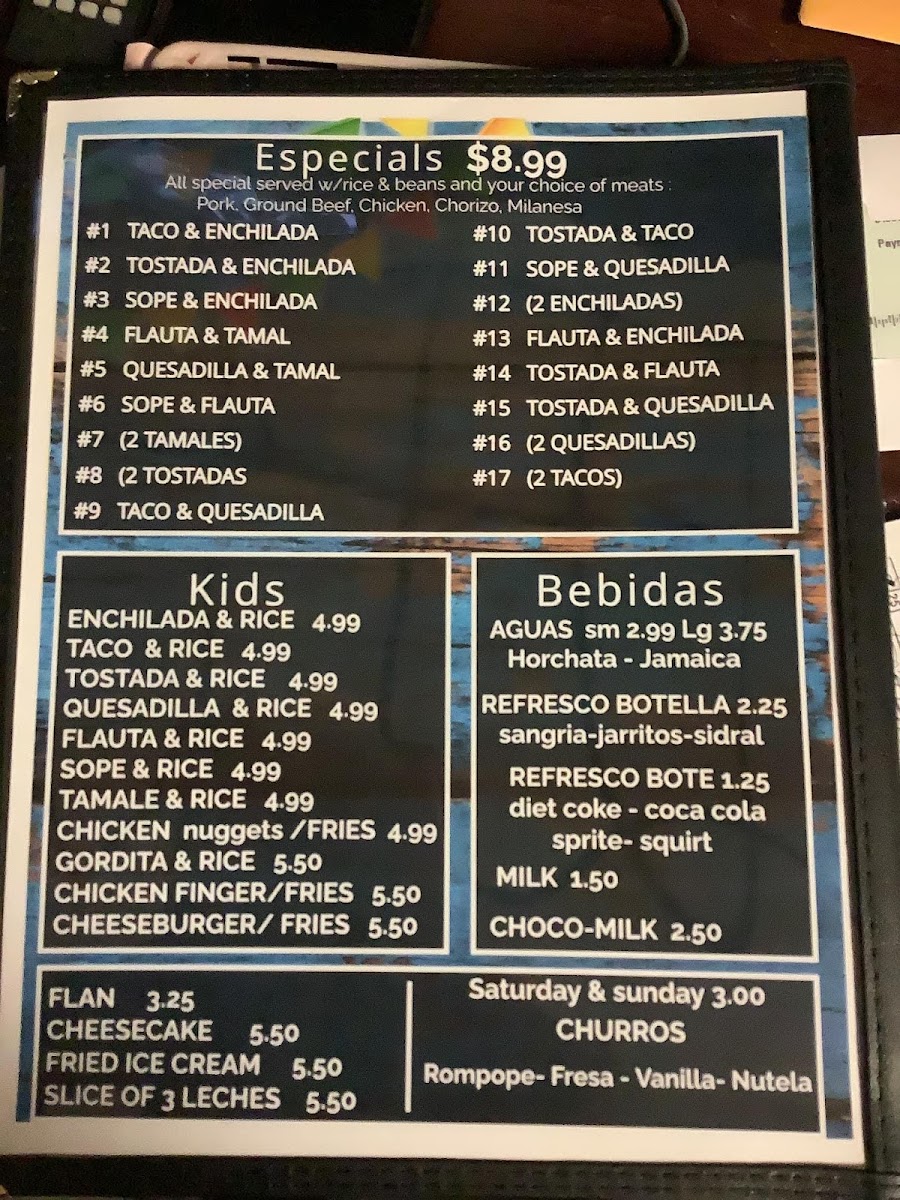 Especials $8.99
All special served w/rice & beans and your choice of meats :
Pork, Ground Beef, Chicken, Chorizo, Milanesa
#1 TACO & ENCHILADA
#2 TOSTADA & ENCHILADA
#3 SOPE & ENCHILADA
#4 FLAUTA & TAMAL
#5 QUESADILLA & TAMAL
#6 SOPE & FLAUTA
#7 (2 TAMALES)
#8 (2 TOSTADAS
#9 TACO & QUESADILLA
#10 TOSTADA & TACO
#11 SOPE & QUESADILLA
#12 (2 ENCHILADAS)
#13 FLAUTA & ENCHILADA
#14 TOSTADA & FLAUTA
#15 TOSTADA & QUESADILLA
#16 (2 QUESADILLAS)
#17 (2 TACOS)
Kids
ENCHILADA & RICE 4.99
TACO & RICE 4.99
TOSTADA & RICE 4.99
QUESADILLA & RICE 4.99
FLAUTA & RICE 4.99
SOPE & RICE 4.99
TAMALE & RICE 4.99
CHICKEN nuggets /FRIES 4.99
GORDITA & RICE 5.50
CHICKEN FINGER/FRIES 5.50
CHEESEBURGER/ FRIES 5.50
Bebidas
AGUAS sm 2.99 Lg 3.75
Horchata - Jamaica
REFRESCO BOTELLA 2.25
sangria-jarritos-sidral
REFRESCO BOTE 1.25
diet coke - coca cola
sprite- squirt
MILK 1.50
CHOCO-MILK 2.50
FLAN 3.25
CHEESECAKE 5.50
FRIED ICE CREAM 5.50
SLICE OF 3 LECHES 5.50
Saturday & sunday 3.00
CHURROS
Rompope- Fresa - Vanilla- Nutela